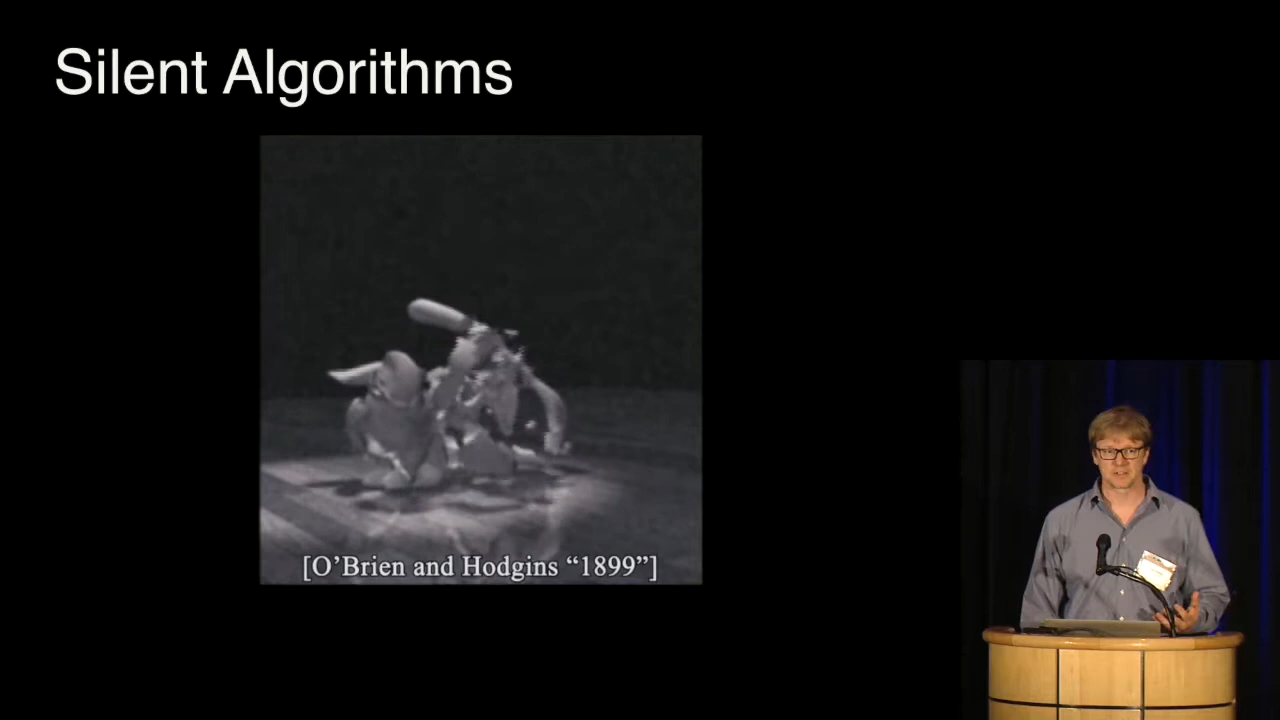 Silent Algorithms
[O’Brien and Hodgins “1899”]